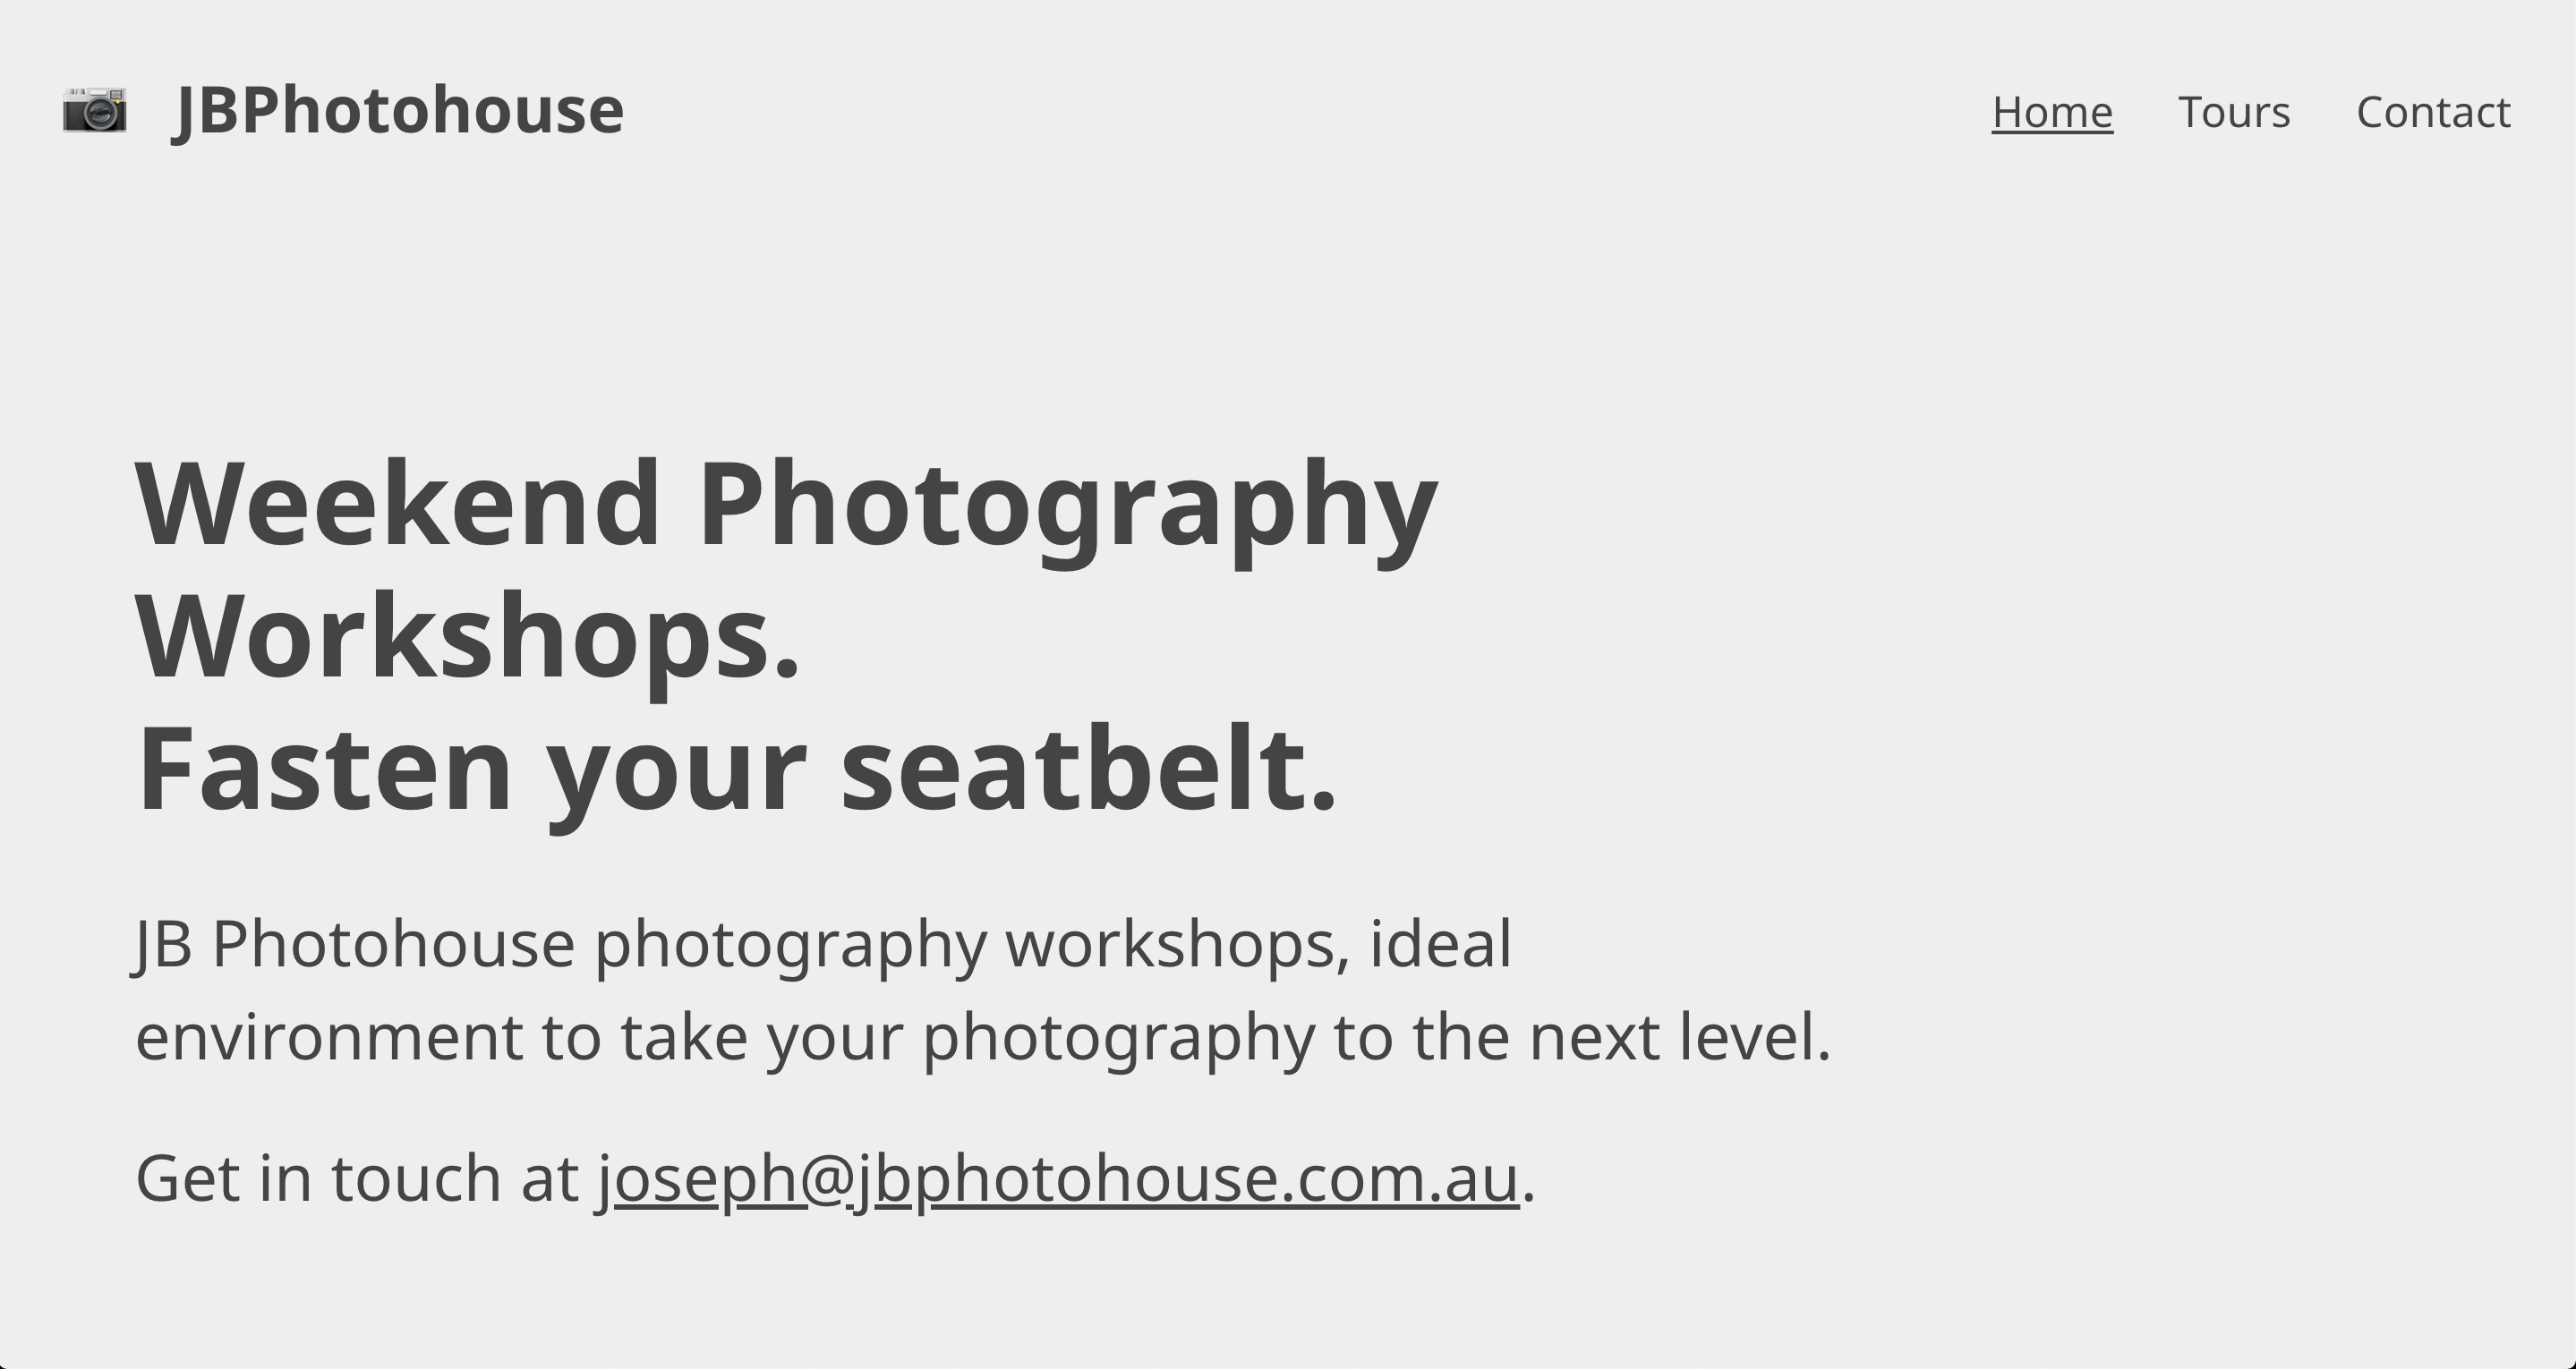 JBPhotohouse
Home Tours Contact
Weekend Photography
Workshops.
Fasten your seatbelt.
JB Photohouse photography workshops, ideal
environment to take your photography to the next level.
Get in touch at joseph@jbphotohouse.com.au.